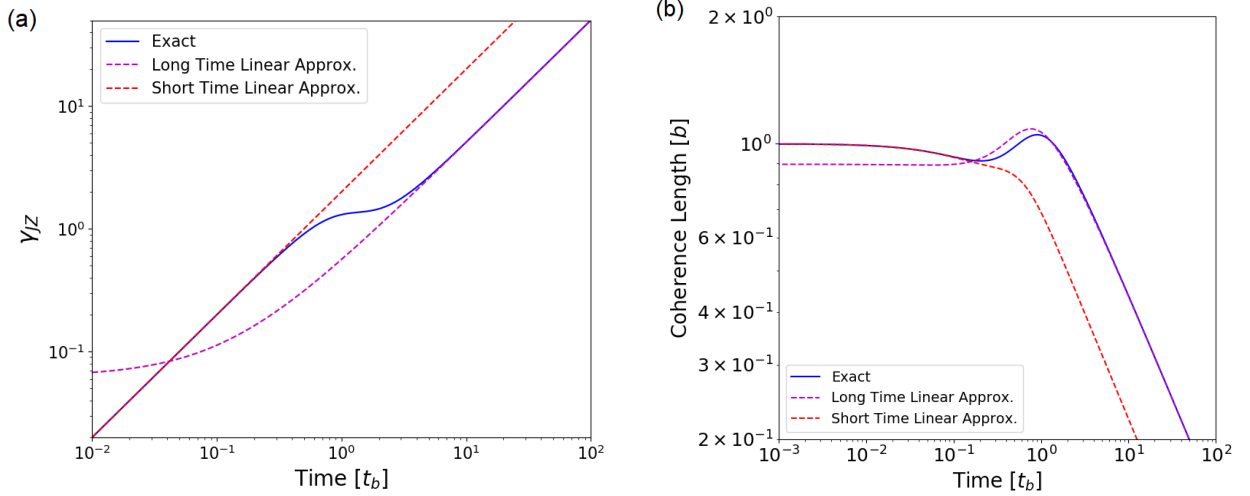 (a)
Exact
Long Time Linear Approx.
Short Time Linear Approx.
γ_JZ
10¹
10⁰
10⁻¹
10⁻² 10⁻¹ 10⁰ 10¹ 10²
Time [t_b]
(b)
Coherence Length [b]
2 × 10⁰
10⁰
6 × 10⁻¹
4 × 10⁻¹
3 × 10⁻¹
2 × 10⁻¹
Exact
Long Time Linear Approx.
Short Time Linear Approx.
10⁻³ 10⁻² 10⁻¹ 10⁰ 10¹ 10²
Time [t_b]